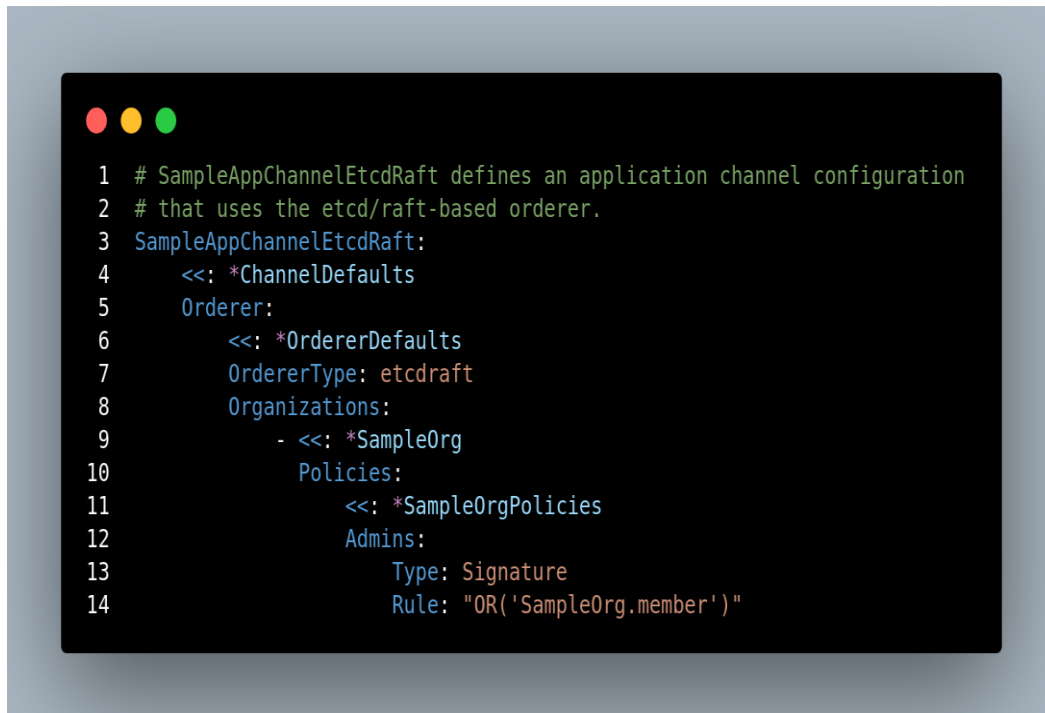 1 # SampleAppChannelEtcdRaft defines an application channel configuration
2 # that uses the etcd/raft-based orderer.
3 SampleAppChannelEtcdRaft:
4     <<: *ChannelDefaults
5     Orderer:
6         <<: *OrdererDefaults
7         OrdererType: etcdraft
8         Organizations:
9             - <<: *SampleOrg
10               Policies:
11                   <<: *SampleOrgPolicies
12                   Admins:
13                       Type: Signature
14                       Rule: "OR('SampleOrg.member')"